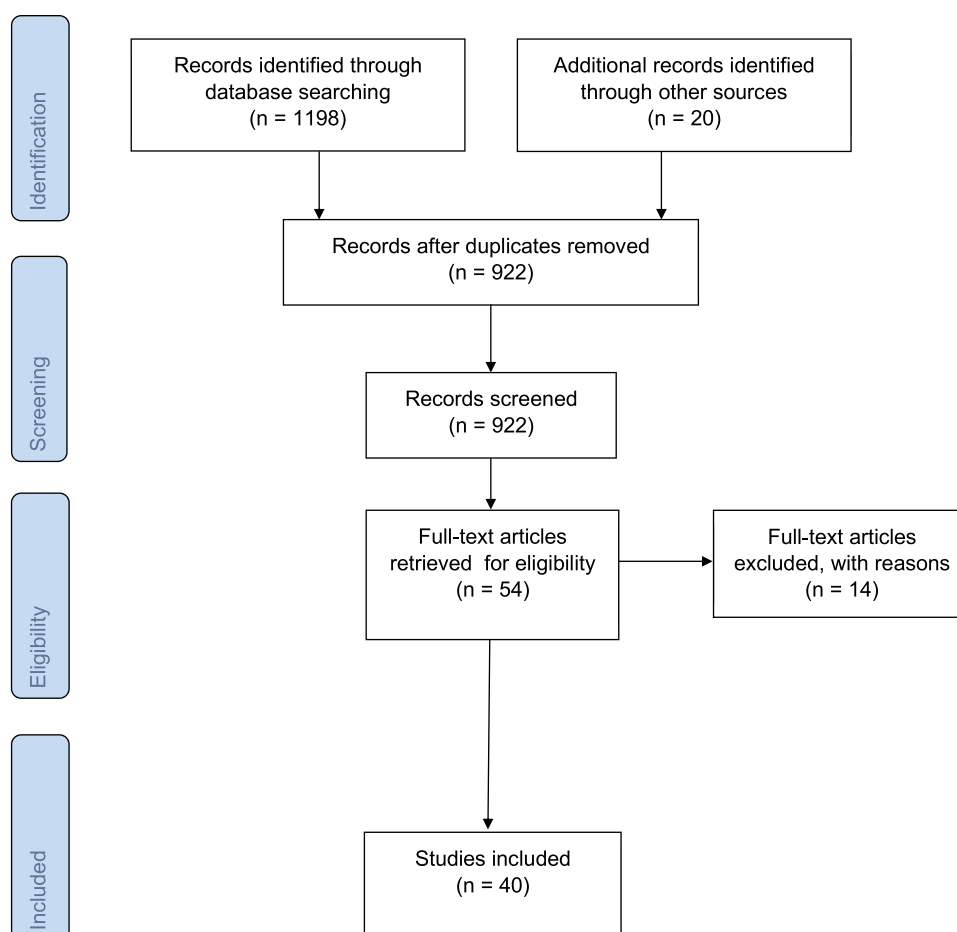 Identification
Records identified through
database searching
(n = 1198)
Additional records identified
through other sources
(n = 20)
Records after duplicates removed
(n = 922)
Screening
Records screened
(n = 922)
Eligibility
Full-text articles
retrieved for eligibility
(n = 54)
Full-text articles
excluded, with reasons
(n = 14)
Included
Studies included
(n = 40)